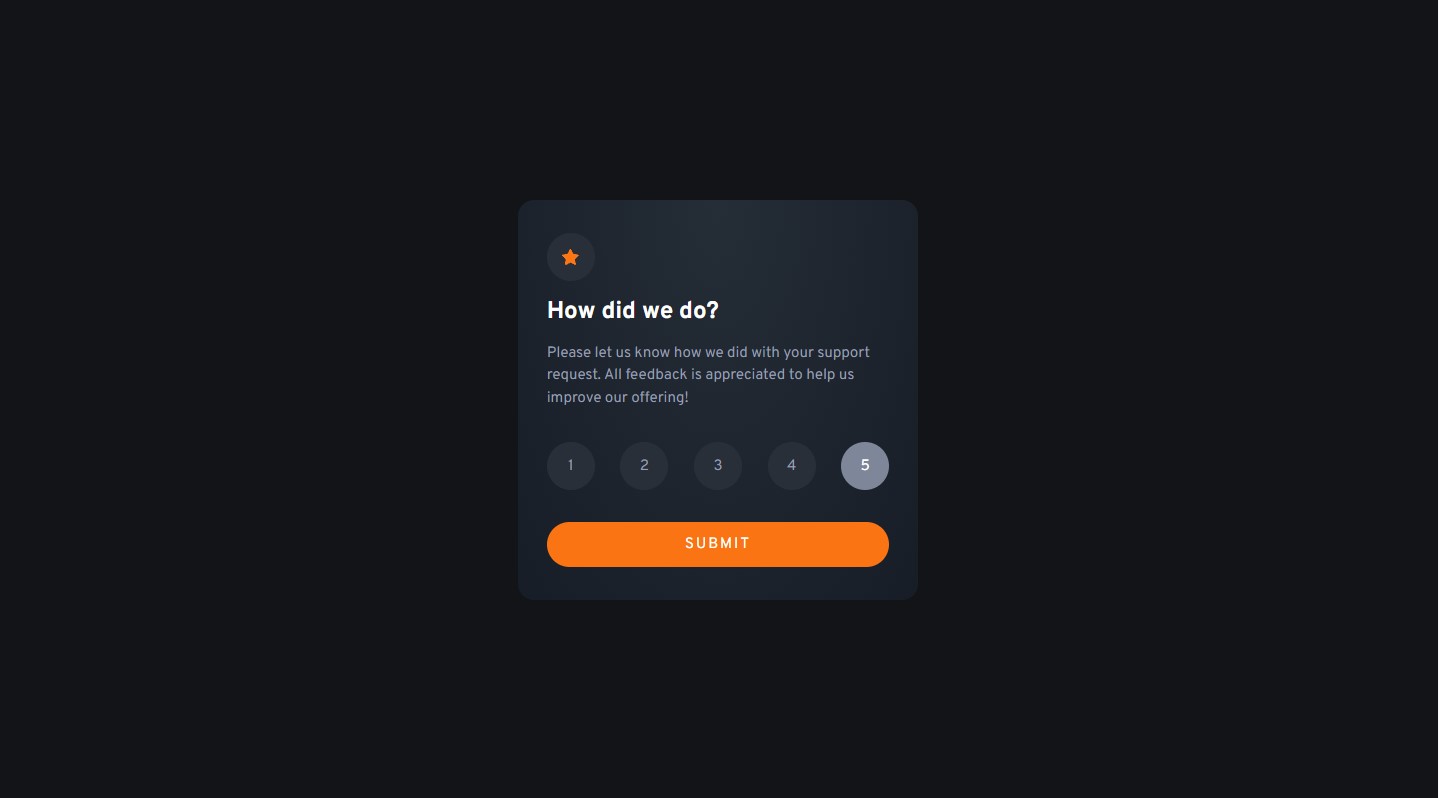 How did we do?
Please let us know how we did with your support
request. All feedback is appreciated to help us
improve our offering!
1 2 3 4 5
SUBMIT